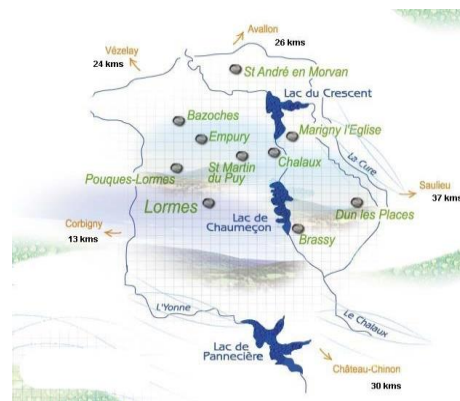 Avallon
26 kms
Vézelay
24 kms
St André en Morvan
Lac du Crescent
Bazoches
Empury
Marigny l'Eglise
La Cure
St Martin
du Puy
Chalaux
Pouques-Lormes
Saulieu
37 kms
Lormes
Dun les Places
Lac de
Chaumeçon
Corbigny
13 kms
Brassy
L'Yonne
Le Chalaux
Lac de
Pannecière
Château-Chinon
30 kms